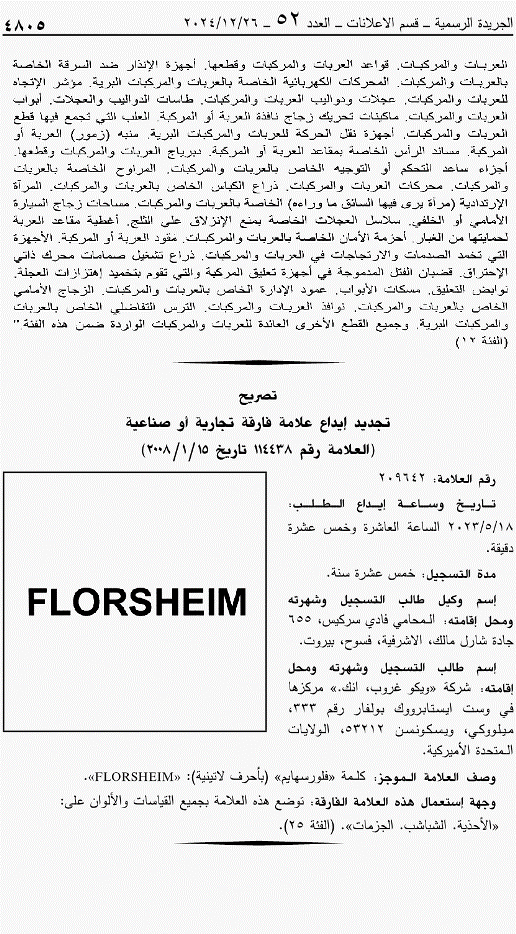 الجريدة الرسمية – قسم الاعلانات – العدد ٥٢ – ٢٠٢٤/١٢/٢٦
٤٨٠٥
العربات والمركبات. قواعد العربات والمركبات وقطعها. أجهزة الإنذار ضد السرقة الخاصة
بالعربات والمركبات. المحركات الكهربائية الخاصة بالعربات والمركبات البرية. مؤشر الإتجاه
للعربات والمركبات. عجلات ودواليب العربات والمركبات. طاسات الدواليب والعجلات. أبواب
العربات والمركبات. ماكينات تحريك زجاج نافذة العربة أو المركبة. العلب التي تجمع فيها قطع
العربات والمركبات. أجهزة نقل الحركة للعربات والمركبات البرية. منبه (زمور) العربة أو
المركبة. مساند الرأس الخاصة بمقاعد العربة أو المركبة. دبرياج العربات والمركبات وقطعها.
أجزاء ساعد التحكم أو التوجيه الخاص بالعربات والمركبات. المراوح الخاصة بالعربات
والمركبات. محركات العربات والمركبات. ذراع الكباس الخاص بالعربات والمركبات. المرآة
الإرتدادية (مرآة يرى فيها السائق ما وراءه) الخاصة بالعربات والمركبات. مساحات زجاج السيارة
الأمامي أو الخلفي. سلاسل العجلات الخاصة بمنع الإنزلاق على الثلج. أغطية مقاعد العربة
لحمايتها من الغبار. أحزمة الأمان الخاصة بالعربات والمركبات. مقود العربة أو المركبة. الأجهزة
التي تخمد الصدمات والارتجاجات في العربات والمركبات. ذراع تشغيل صمامات محرك ذاتي
الإحتراق. قضبان الفتل المدموجة في أجهزة تعليق المركبة والتي تقوم بتخميد إهتزازات العجلة.
نوابض التعليق. مسكات الأبواب. عمود الإدارة الخاص بالعربات والمركبات. الزجاج الأمامي
الخاص بالعربات والمركبات. نوافذ العربات والمركبات. الترس التفاضلي الخاص بالعربات
والمركبات البرية. وجميع القطع الأخرى العائدة للعربات والمركبات الواردة ضمن هذه الفئة."
(الفئة ١٢)
تصريح
تجديد إيداع علامة فارقة تجارية أو صناعية
(العلامة رقم ١١٤٤٣٨ تاريخ ٢٠٠٨/١/١٥)
رقم العلامة: ٢٠٩٦٤٢
تاريخ وساعة إيداع الطلب:
٢٠٢٣/٥/١٨ الساعة العاشرة وخمس عشرة
دقيقة.
مدة التسجيل: خمس عشرة سنة.
إسم وكيل طالب التسجيل وشهرته
ومحل إقامته: المحامي فادي سركيس، ٦٥٥
جادة شارل مالك، الاشرفية، فسوح، بيروت.
إسم طالب التسجيل وشهرته ومحل
إقامته: شركة «ويكو غروب، انك.» مركزها
في وست ايستابرووك بولفار رقم ٣٣٣،
ميلووكي، ويسكونسن ٥٣٢١٢، الولايات
المتحدة الأميركية.
FLORSHEIM
وصف العلامة الموجز: كلمة «فلورسهايم» (بأحرف لاتينية): «FLORSHEIM».
وجهة إستعمال هذه العلامة الفارقة: توضع هذه العلامة بجميع القياسات والألوان على:
«الأحذية. الشباشب. الجزمات». (الفئة ٢٥).